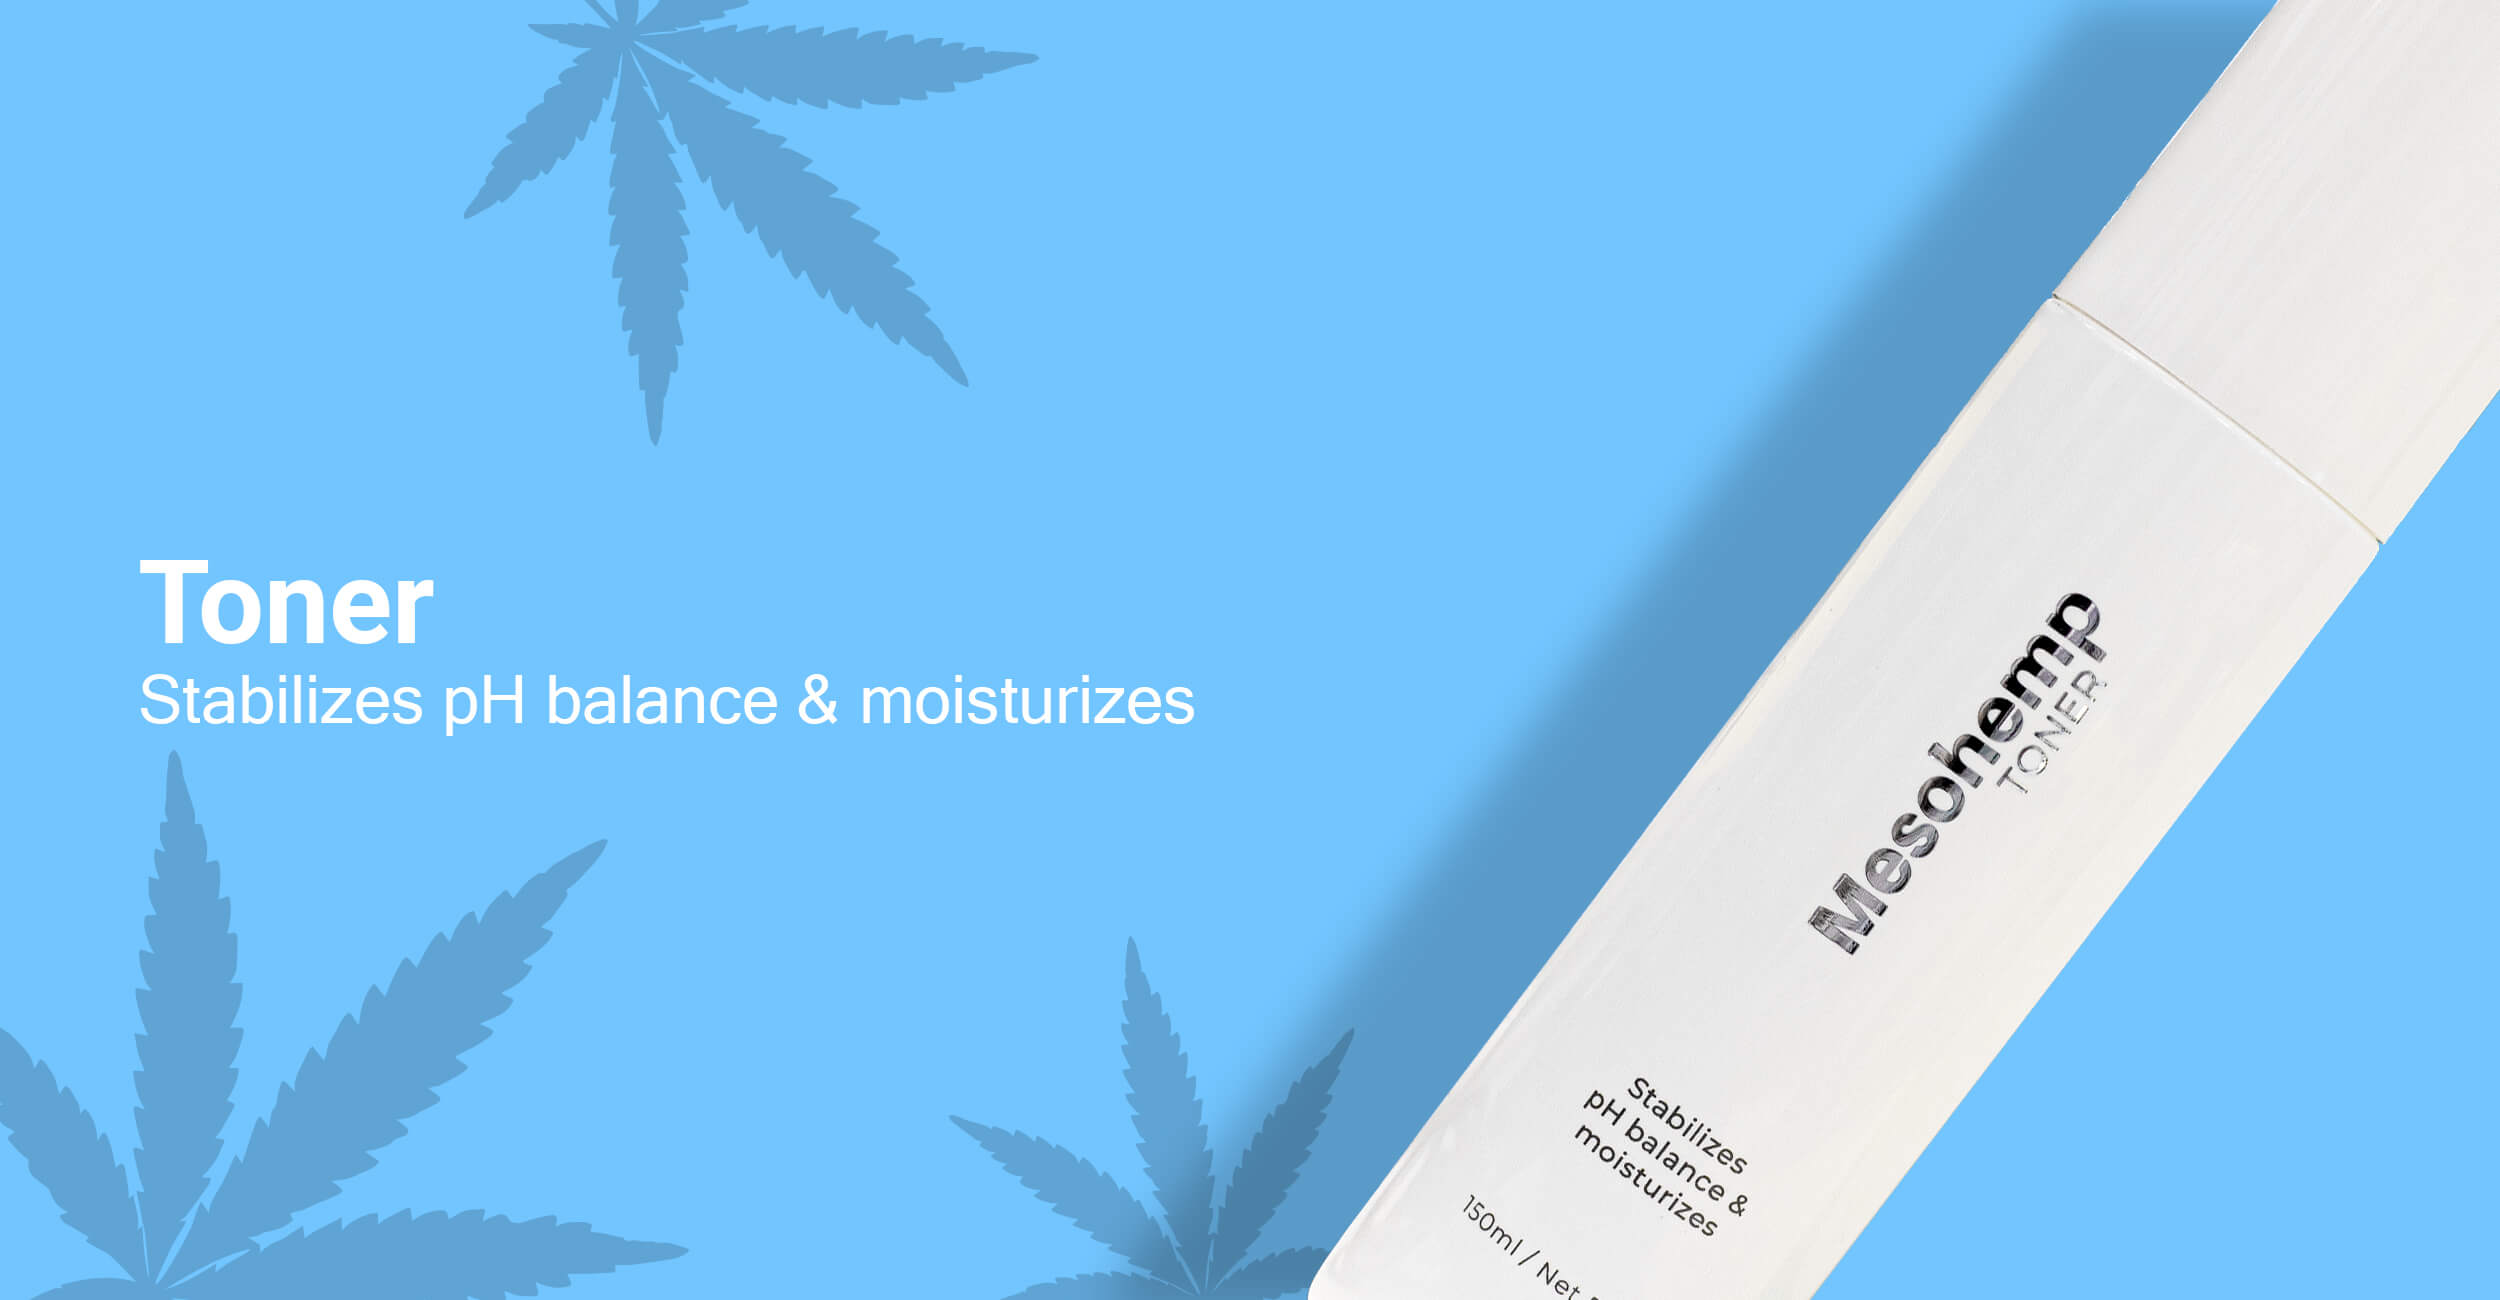 Toner
Stabilizes pH balance & moisturizes
Mesohemp
TONER
Stabilizes
pH balance &
moisturizes
150ml // Net